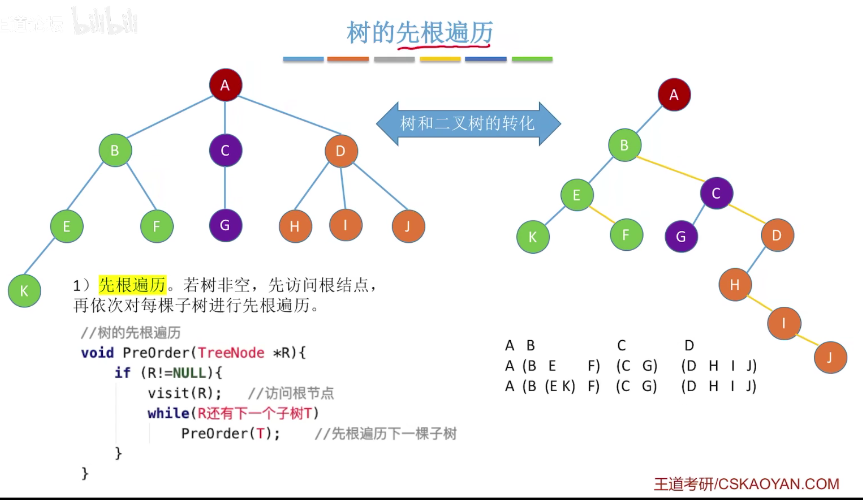 bilibili
树的先根遍历
树和二叉树的转化
A
B
C
D
E
F
G
H
I
J
K
A
B
E
C
K
F
G
D
H
I
J
1）先根遍历。若树非空，先访问根结点，
再依次对每棵子树进行先根遍历。
//树的先根遍历
void PreOrder(TreeNode *R){
if (R!=NULL){
visit(R); //访问根节点
while(R还有下一个子树T)
PreOrder(T); //先根遍历下一棵子树
}
}
A B C D
A (B E F) (C G) (D H I J)
A (B (E K) F) (C G) (D H I J)
王道考研/CSKAOYAN.COM